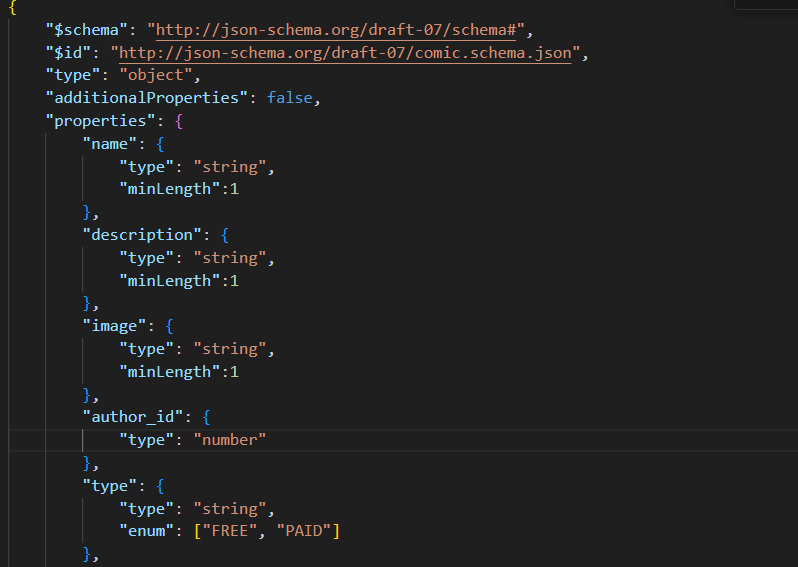 {
"$schema": "http://json-schema.org/draft-07/schema#",
"$id": "http://json-schema.org/draft-07/comic.schema.json",
"type": "object",
"additionalProperties": false,
"properties": {
"name": {
"type": "string",
"minLength":1
},
"description": {
"type": "string",
"minLength":1
},
"image": {
"type": "string",
"minLength":1
},
"author_id": {
"type": "number"
},
"type": {
"type": "string",
"enum": ["FREE", "PAID"]
},